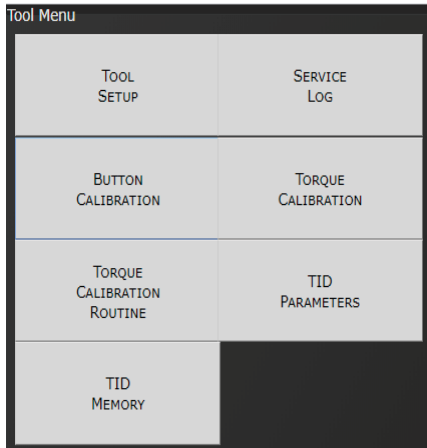 Tool Menu
Tool
Setup
Service
Log
Button
Calibration
Torque
Calibration
Torque
Calibration
Routine
TID
Parameters
TID
Memory